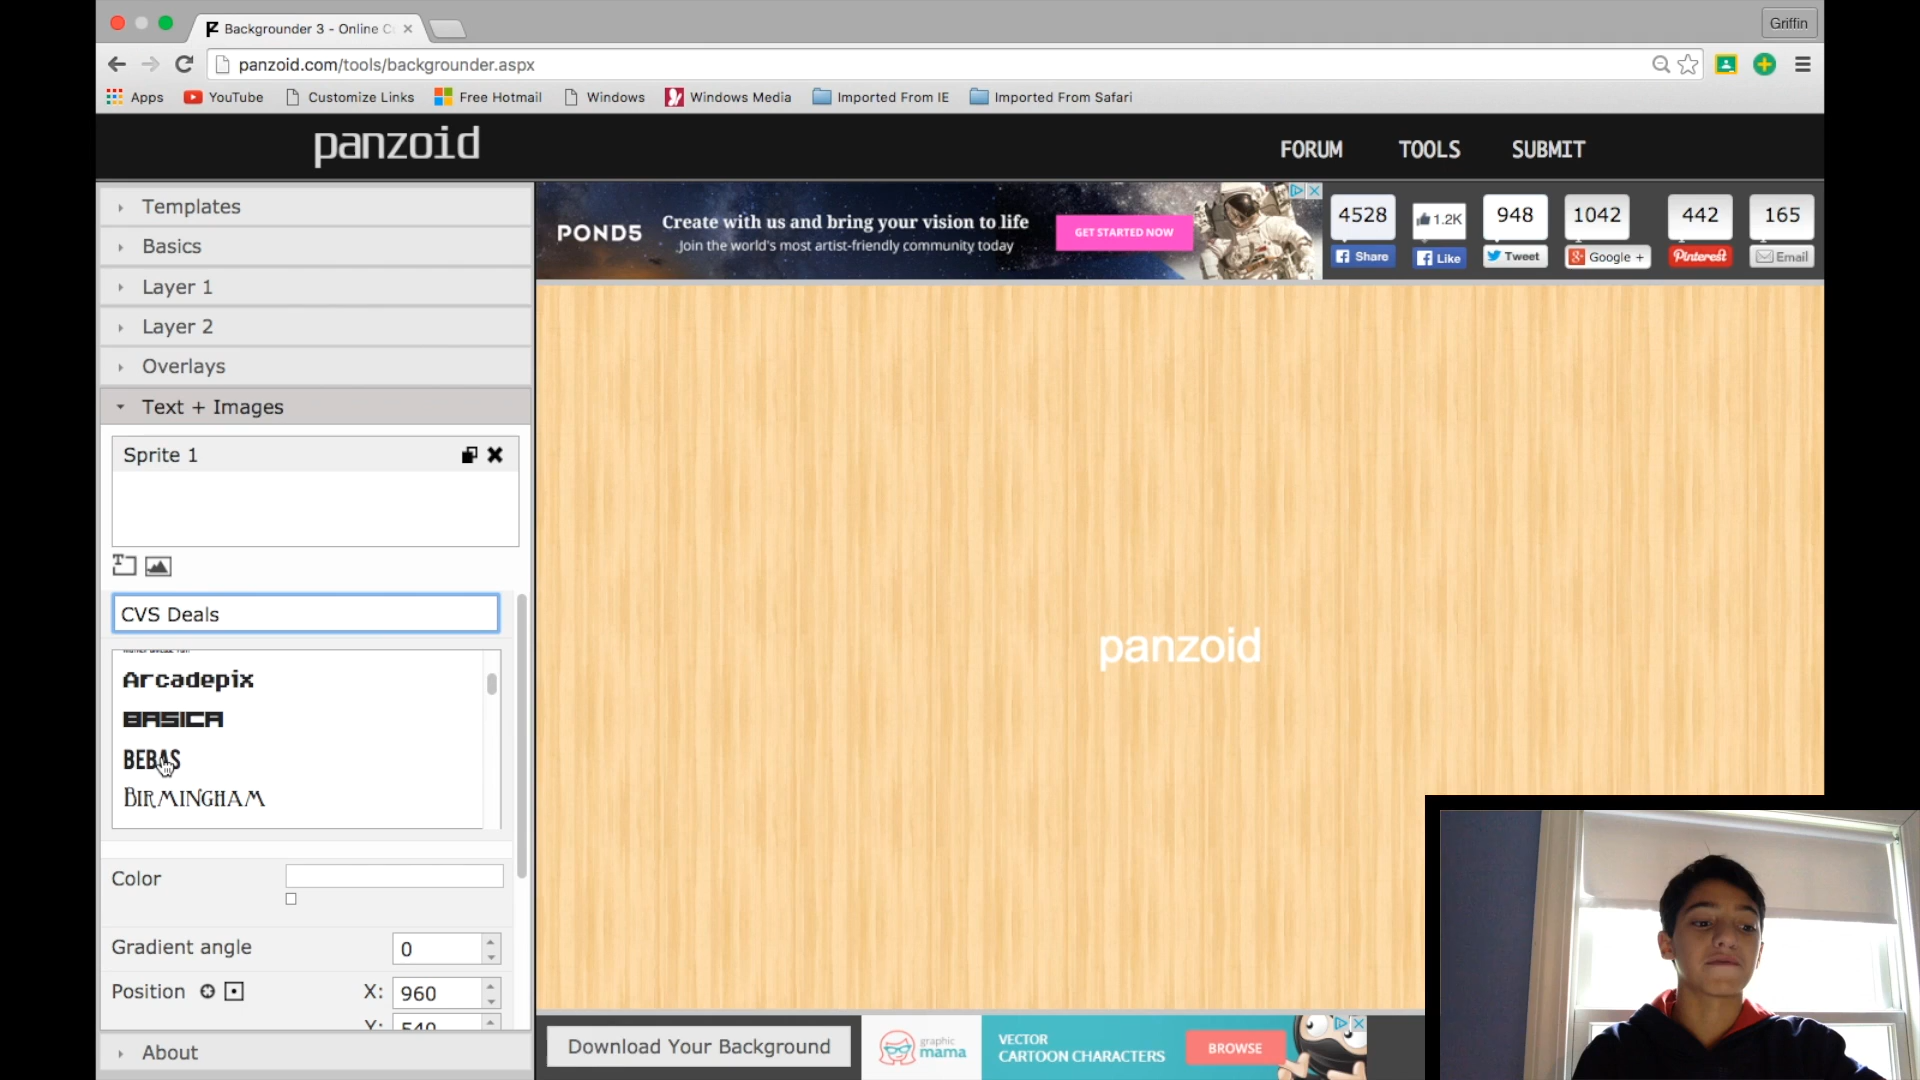 Backgrounder 3 - Online C
Griffin
panzoid.com/tools/backgrounder.aspx
Apps YouTube Customize Links Free Hotmail Windows Windows Media Imported From IE Imported From Safari
panzoid
FORUM TOOLS SUBMIT
Templates
Basics
Layer 1
Layer 2
Overlays
Text + Images
Sprite 1
CVS Deals
Arcadepix
BASICA
BEBAS
BIRMINGHAM
Color
Gradient angle 0
Position X: 960
Y: 540
About
POND5
Create with us and bring your vision to life
Join the world's most artist-friendly community today
GET STARTED NOW
4528 1.2K 948 1042 442 165
Share Like Tweet Google + Pinterest Email
panzoid
Download Your Background
graphic
mama
VECTOR
CARTOON CHARACTERS
BROWSE